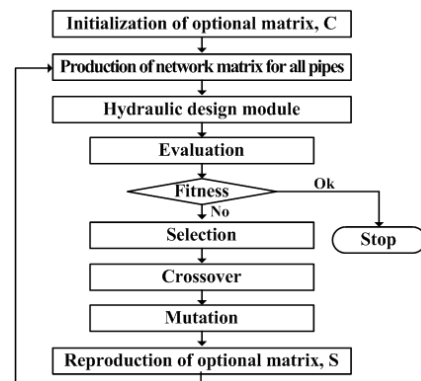 Initialization of optional matrix, C
Production of network matrix for all pipes
Hydraulic design module
Evaluation
Fitness
Ok
No
Stop
Selection
Crossover
Mutation
Reproduction of optional matrix, S